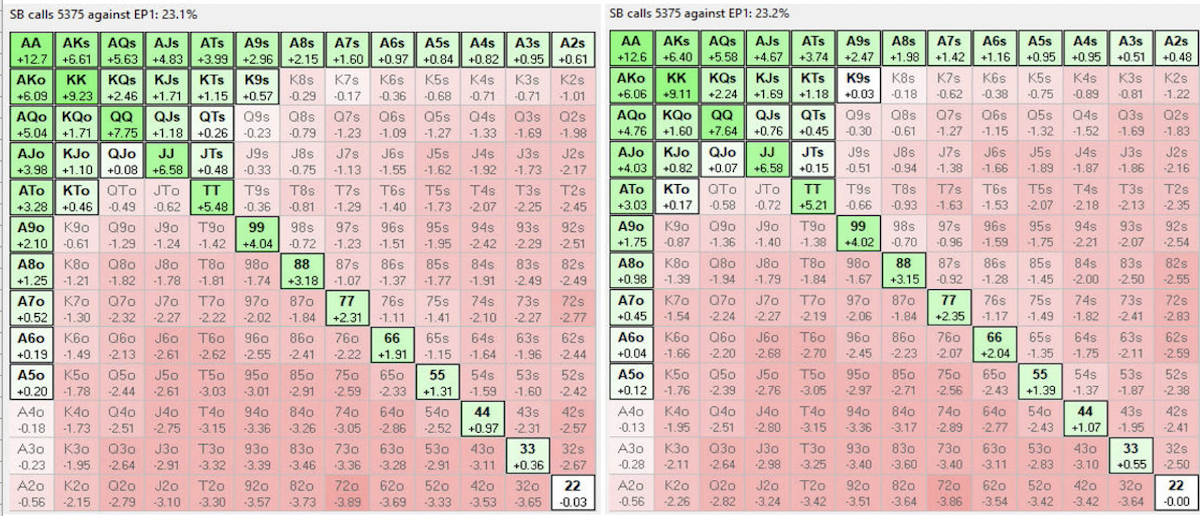 SB calls 5375 against EP1: 23.1%
AA AKs AQs AJs ATs A9s A8s A7s A6s A5s A4s A3s A2s
+12.7 +6.61 +5.63 +4.83 +3.99 +2.96 +2.15 +1.60 +0.97 +0.84 +0.82 +0.95 +0.61
AKo KK KQs KJs KTs K9s K8s K7s K6s K5s K4s K3s K2s
+6.09 +9.23 +2.46 +1.71 +1.15 +0.57 -0.29 -0.17 -0.36 -0.68 -0.71 -0.71 -1.01
AQo KQo QQ QJs QTs Q9s Q8s Q7s Q6s Q5s Q4s Q3s Q2s
+5.04 +1.71 +7.75 +1.18 +0.26 -0.23 -0.79 -1.23 -1.09 -1.27 -1.33 -1.69 -1.98
AJo KJo QJo JJ JTs J9s J8s J7s J6s J5s J4s J3s J2s
+3.98 +1.10 +0.08 +6.58 +0.48 -0.33 -0.75 -1.13 -1.55 -1.62 -1.92 -1.73 -2.17
ATo KTo QTo JTo TT T9s T8s T7s T6s T5s T4s T3s T2s
+3.28 +0.46 -0.49 -0.62 +5.48 -0.36 -0.81 -1.29 -1.40 -1.73 -2.07 -2.25 -2.45
A9o K9o Q9o J9o T9o 99 98s 97s 96s 95s 94s 93s 92s
+2.10 -0.61 -1.29 -1.24 -1.42 +4.04 -0.72 -1.23 -1.51 -1.95 -2.42 -2.29 -2.51
A8o K8o Q8o J8o T8o 98o 88 87s 86s 85s 84s 83s 82s
+1.25 -1.21 -1.82 -1.78 -1.81 -1.74 +3.18 -1.07 -1.37 -1.77 -1.91 -2.49 -2.49
A7o K7o Q7o J7o T7o 97o 87o 77 76s 75s 74s 73s 72s
+0.52 -1.30 -2.32 -2.27 -2.22 -2.02 -1.84 +2.31 -1.11 -1.41 -2.10 -2.27 -2.77
A6o K6o Q6o J6o T6o 96o 86o 76o 66 65s 64s 63s 62s
+0.19 -1.49 -2.13 -2.61 -2.62 -2.55 -2.41 -2.22 +1.91 -1.15 -1.64 -1.96 -2.44
A5o K5o Q5o J5o T5o 95o 85o 75o 65o 55 54s 53s 52s
+0.20 -1.78 -2.44 -2.61 -3.03 -3.01 -2.91 -2.59 -2.33 +1.31 -1.59 -1.60 -2.42
A4o K4o Q4o J4o T4o 94o 84o 74o 64o 54o 44 43s 42s
-0.18 -1.73 -2.51 -2.75 -3.15 -3.36 -3.26 -3.05 -2.86 -2.52 +0.97 -2.31 -2.57
A3o K3o Q3o J3o T3o 93o 83o 73o 63o 53o 43o 33 32s
-0.23 -1.95 -2.64 -2.91 -3.32 -3.39 -3.46 -3.36 -3.28 -2.91 -3.11 +0.36 -2.67
A2o K2o Q2o J2o T2o 92o 82o 72o 62o 52o 42o 32o 22
-0.56 -2.15 -2.79 -3.10 -3.30 -3.57 -3.73 -3.89 -3.69 -3.33 -3.53 -3.65 -0.03
SB calls 5375 against EP1: 23.2%
AA AKs AQs AJs ATs A9s A8s A7s A6s A5s A4s A3s A2s
+12.6 +6.40 +5.58 +4.67 +3.74 +2.47 +1.98 +1.42 +1.16 +0.95 +0.95 +0.51 +0.48
AKo KK KQs KJs KTs K9s K8s K7s K6s K5s K4s K3s K2s
+6.06 +9.11 +2.24 +1.69 +1.18 +0.03 -0.18 -0.62 -0.38 -0.75 -0.89 -0.81 -1.22
AQo KQo QQ QJs QTs Q9s Q8s Q7s Q6s Q5s Q4s Q3s Q2s
+4.76 +1.60 +7.64 +0.76 +0.45 -0.30 -0.61 -1.27 -1.15 -1.32 -1.52 -1.69 -1.83
AJo KJo QJo JJ JTs J9s J8s J7s J6s J5s J4s J3s J2s
+4.03 +0.82 +0.07 +6.58 +0.15 -0.51 -0.94 -1.38 -1.66 -1.89 -1.87 -1.86 -2.16
ATo KTo QTo JTo TT T9s T8s T7s T6s T5s T4s T3s T2s
+3.03 +0.17 -0.58 -0.72 +5.21 -0.66 -0.93 -1.63 -1.53 -2.07 -2.18 -2.13 -2.35
A9o K9o Q9o J9o T9o 99 98s 97s 96s 95s 94s 93s 92s
+1.75 -0.87 -1.36 -1.40 -1.38 +4.02 -0.70 -0.96 -1.59 -1.75 -2.21 -2.07 -2.54
A8o K8o Q8o J8o T8o 98o 88 87s 86s 85s 84s 83s 82s
+0.98 -1.39 -1.94 -1.79 -1.84 -1.67 +3.15 -0.92 -1.28 -1.45 -2.00 -2.50 -2.55
A7o K7o Q7o J7o T7o 97o 87o 77 76s 75s 74s 73s 72s
+0.45 -1.54 -2.24 -2.27 -2.19 -2.06 -1.84 +2.35 -1.17 -1.49 -1.82 -2.41 -2.83
A6o K6o Q6o J6o T6o 96o 86o 76o 66 65s 64s 63s 62s
+0.04 -1.66 -2.20 -2.68 -2.70 -2.45 -2.23 -2.07 +2.04 -1.35 -1.75 -2.11 -2.59
A5o K5o Q5o J5o T5o 95o 85o 75o 65o 55 54s 53s 52s
+0.12 -1.76 -2.39 -2.76 -3.05 -2.97 -2.71 -2.56 -2.43 +1.39 -1.37 -1.87 -2.38
A4o K4o Q4o J4o T4o 94o 84o 74o 64o 54o 44 43s 42s
-0.13 -1.95 -2.51 -2.80 -3.15 -3.36 -3.17 -2.89 -2.77 -2.43 +1.07 -1.95 -2.41
A3o K3o Q3o J3o T3o 93o 83o 73o 63o 53o 43o 33 32s
-0.28 -2.11 -2.64 -2.98 -3.25 -3.40 -3.60 -3.40 -3.11 -2.83 -3.10 +0.55 -2.50
A2o K2o Q2o J2o T2o 92o 82o 72o 62o 52o 42o 32o 22
-0.56 -2.26 -2.82 -3.24 -3.42 -3.51 -3.64 -3.86 -3.54 -3.42 -3.42 -3.64 -0.00